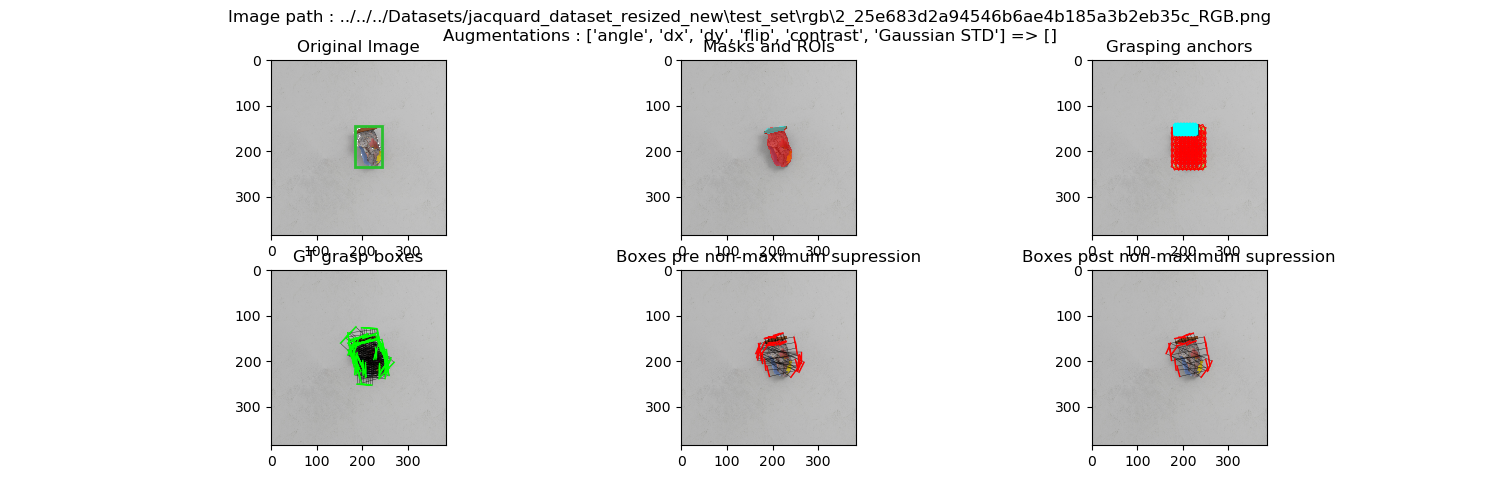 Image path : ../../../Datasets/jacquard_dataset_resized_new\test_set\rgb\2_25e683d2a94546b6ae4b185a3b2eb35c_RGB.png
Augmentations : ['angle', 'dx', 'dy', 'flip', 'contrast', 'Gaussian STD'] => []
Original Image
Masks and ROIs
Grasping anchors
0
100
200
300
0 100 200 300
0
100
200
300
0 100 200 300
0
100
200
300
0 100 200 300
GT grasp boxes
Boxes pre non-maximum supression
Boxes post non-maximum supression
0
100
200
300
0 100 200 300
0
100
200
300
0 100 200 300
0
100
200
300
0 100 200 300